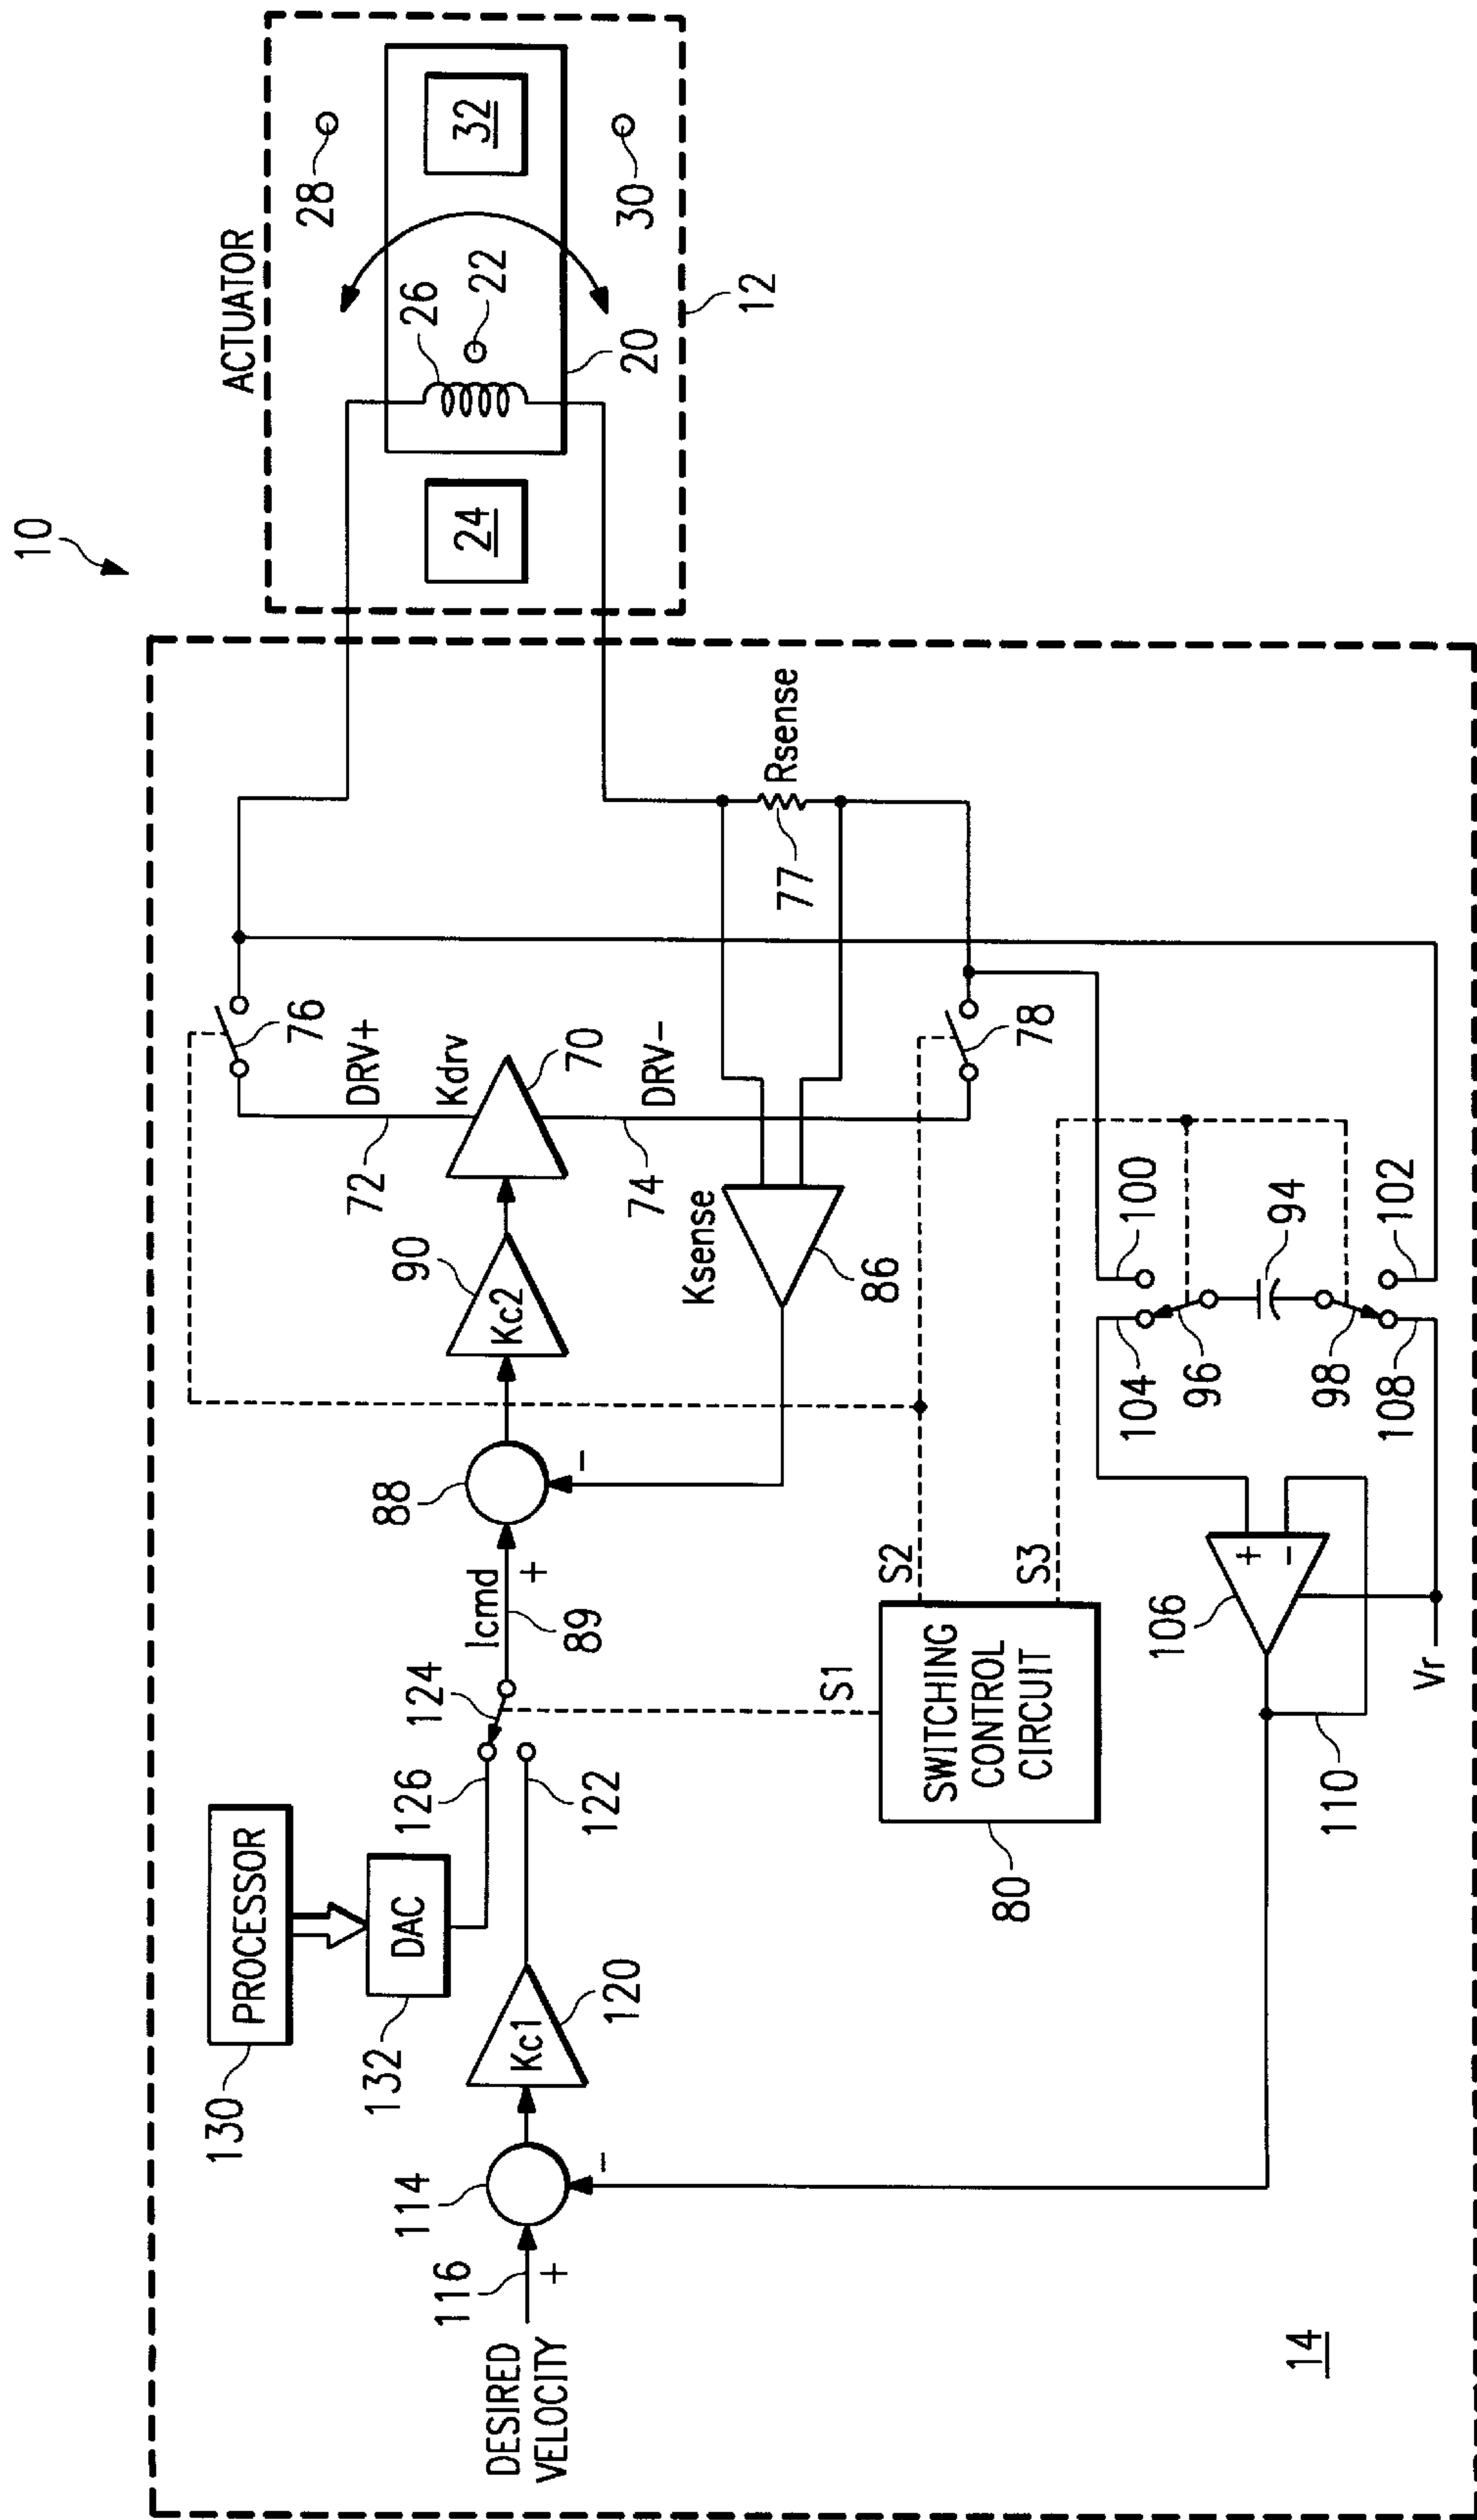 10
ACTUATOR
28
26
22
32
24
30
20
12
PROCESSOR
130
DAC
132
126
124
122
Icmd
89
+
-
88
Kc2
90
72
DRV+
76
Kdrv
70
74
DRV-
78
Ksense
86
77
Rsense
DESIRED
VELOCITY
116
+
114
-
Kc1
120
S1
S2
S3
SWITCHING
CONTROL
CIRCUIT
80
106
+
-
110
Vr
104
100
96
94
98
108
102
14